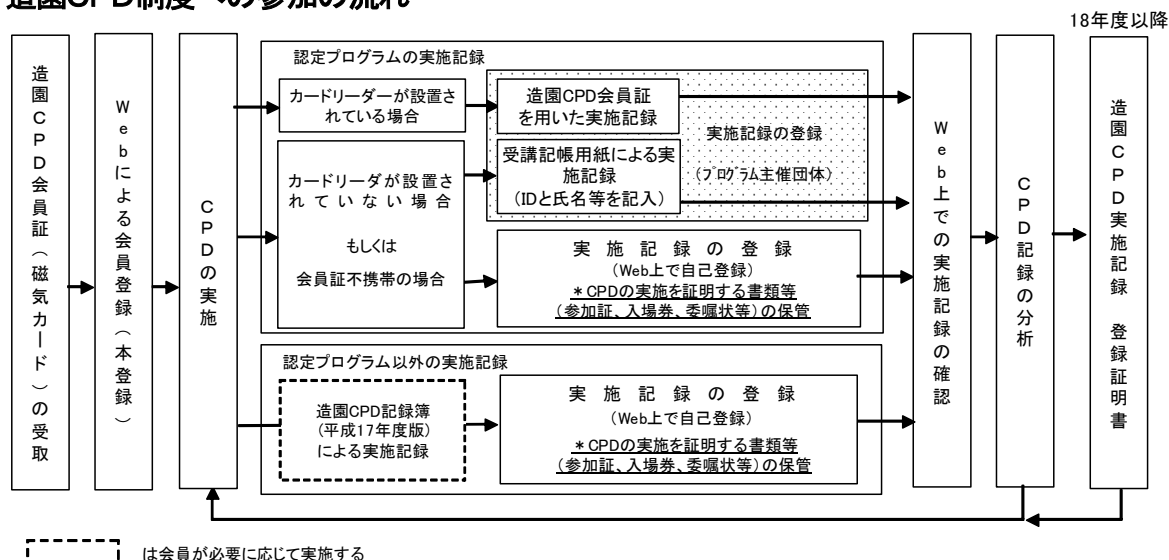 造園CPD制度への参加の流れ
18年度以降
造園CPD会員証（磁気カード）の受取
Webによる会員登録（本登録）
CPDの実施
認定プログラムの実施記録
カードリーダーが設置さ
れている場合
造園CPD会員証
を用いた実施記録
実施記録の登録
(プログラム主催団体)
受講記帳用紙による実
施記録
(IDと氏名等を記入)
カードリーダが設置さ
れていない場合
もしくは
会員証不携帯の場合
実施記録の登録
(Web上で自己登録)
＊CPDの実施を証明する書類等
(参加証、入場券、委嘱状等)の保管
認定プログラム以外の実施記録
造園CPD記録簿
(平成17年度版)
による実施記録
実施記録の登録
(Web上で自己登録)
＊CPDの実施を証明する書類等
(参加証、入場券、委嘱状等)の保管
Web上での実施記録の確認
CPD記録の分析
造園CPD実施記録 登録証明書
は会員が必要に応じて実施する